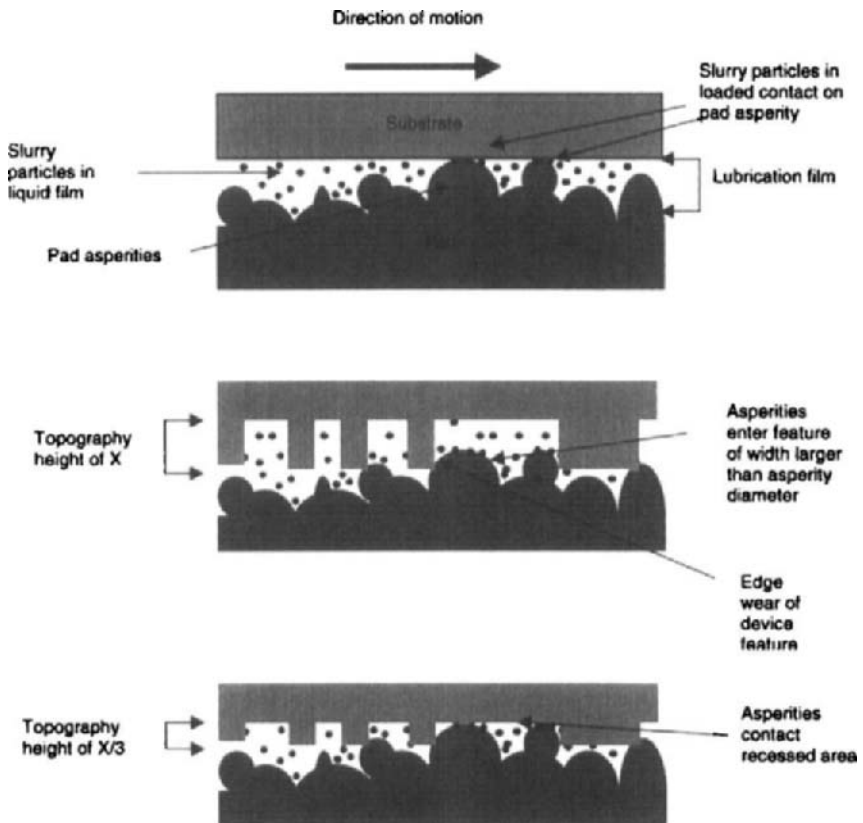 Direction of motion
Slurry particles in
loaded contact on
pad asperity
Substrate
Slurry
particles in
liquid film
Lubrication film
Pad asperities
Pad
Topography
height of X
Asperities
enter feature
of width larger
than asperity
diameter
Edge
wear of
device
feature
Topography
height of X/3
Asperities
contact
recessed area